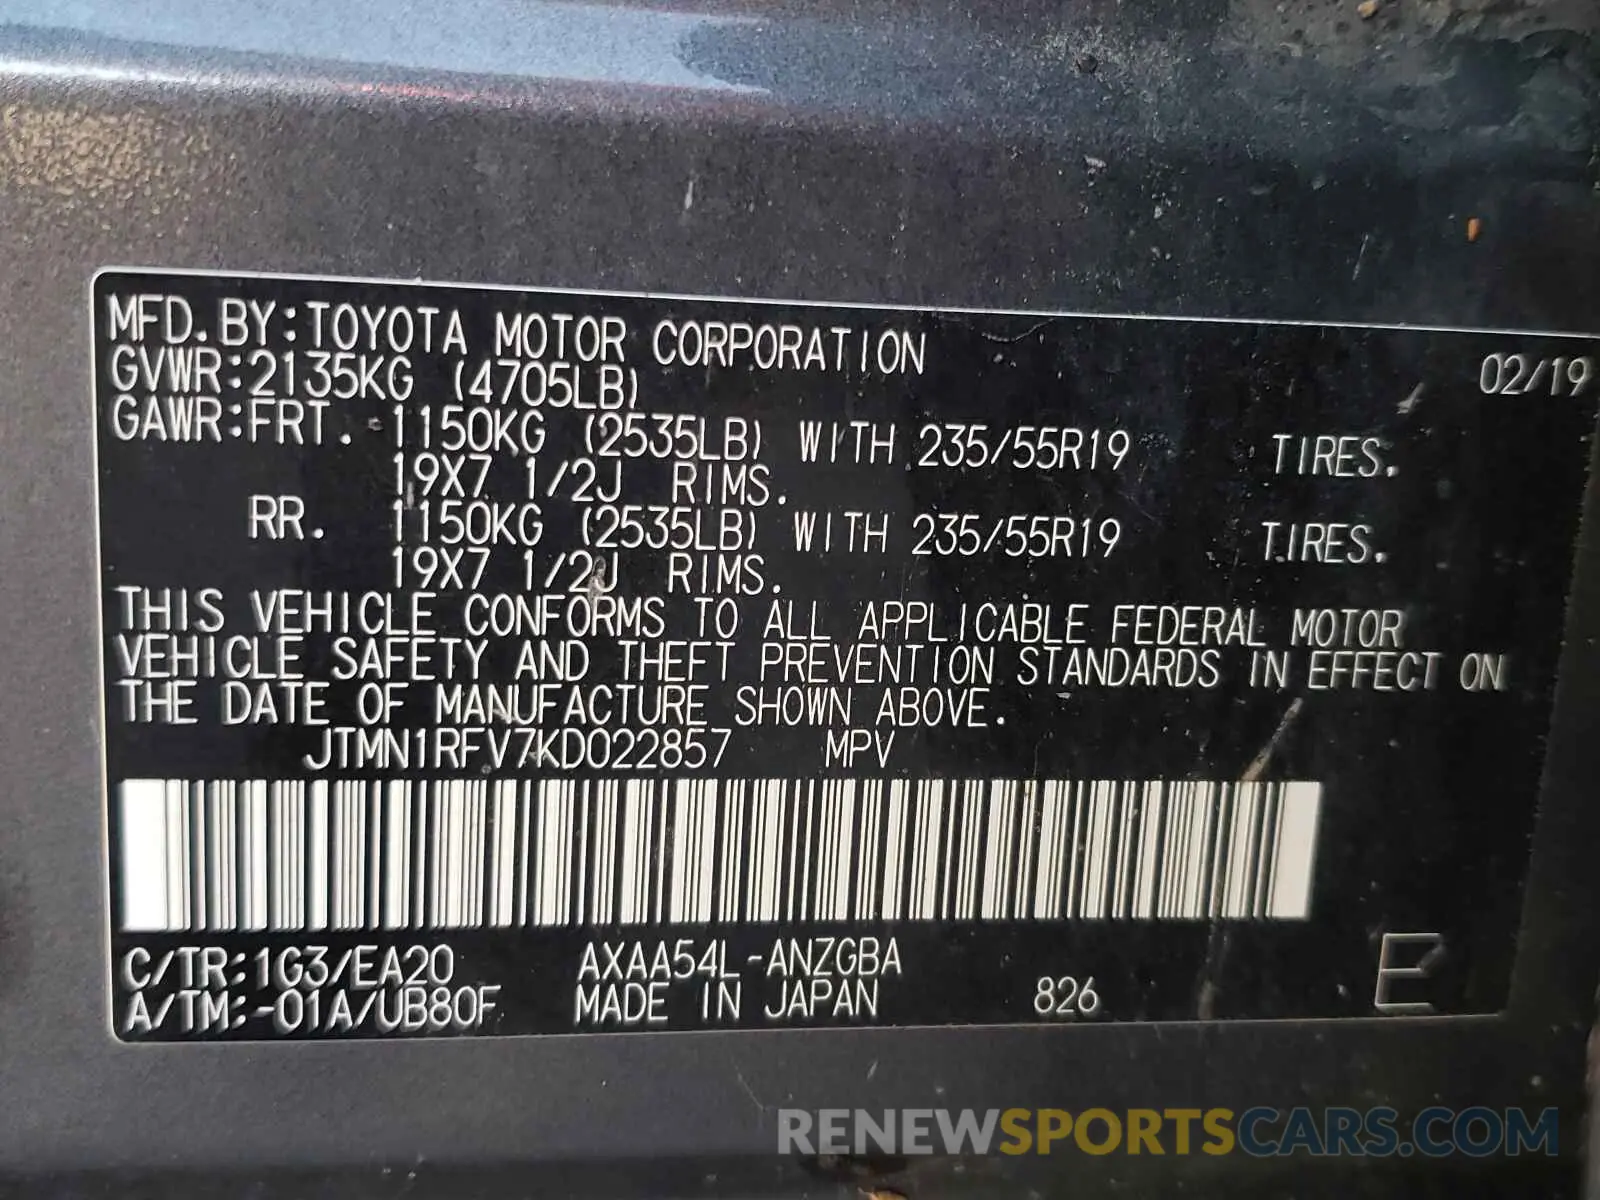 MFD. BY:TOYOTA MOTOR CORPORATION 02/19
GVWR:2135KG (4705LB)
GAWR:FRT. 1150KG (2535LB) WITH 235/55R19 TIRES.
19X7 1/2J RIMS.
RR. 1150KG (2535LB) WITH 235/55R19 TIRES.
19X7 1/2J RIMS.
THIS VEHICLE CONFORMS TO ALL APPLICABLE FEDERAL MOTOR
VEHICLE SAFETY AND THEFT PREVENTION STANDARDS IN EFFECT ON
THE DATE OF MANUFACTURE SHOWN ABOVE.
JTMN1RFV7KD022857 MPV
C/TR:1G3/EA20 AXAA54L-ANZGBA
A/TM:-01A/UB80F MADE IN JAPAN 826 E
RENEWSPORTSCARS.COM